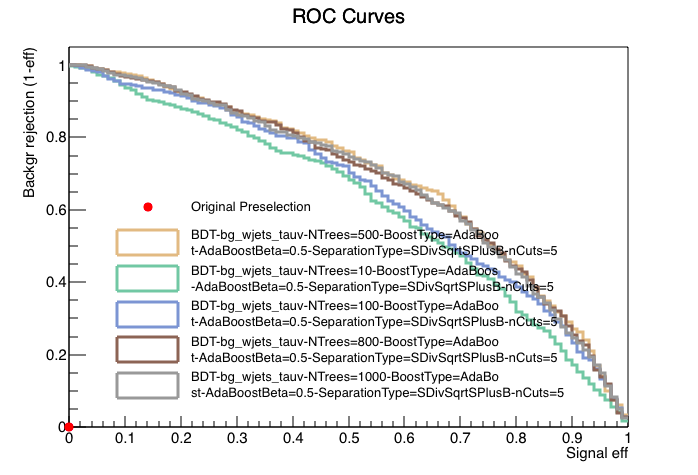 ROC Curves
Backgr rejection (1-eff)
1
0.8
0.6
0.4
0.2
0
Original Preselection
BDT-bg_wjets_tauv-NTrees=500-BoostType=AdaBoo
t-AdaBoostBeta=0.5-SeparationType=SDivSqrtSPlusB-nCuts=5
BDT-bg_wjets_tauv-NTrees=10-BoostType=AdaBoos
-AdaBoostBeta=0.5-SeparationType=SDivSqrtSPlusB-nCuts=5
BDT-bg_wjets_tauv-NTrees=100-BoostType=AdaBoo
t-AdaBoostBeta=0.5-SeparationType=SDivSqrtSPlusB-nCuts=5
BDT-bg_wjets_tauv-NTrees=800-BoostType=AdaBoo
t-AdaBoostBeta=0.5-SeparationType=SDivSqrtSPlusB-nCuts=5
BDT-bg_wjets_tauv-NTrees=1000-BoostType=AdaBo
st-AdaBoostBeta=0.5-SeparationType=SDivSqrtSPlusB-nCuts=5
0 0.1 0.2 0.3 0.4 0.5 0.6 0.7 0.8 0.9 1
Signal eff